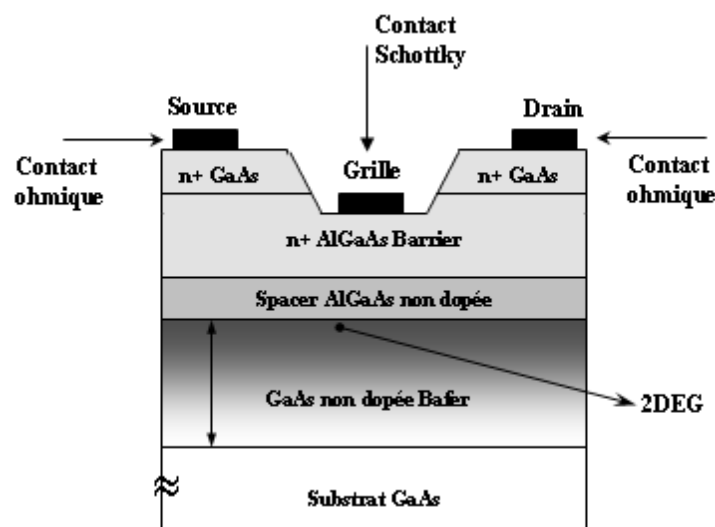 Contact
Schottky
Source
Drain
Contact
ohmique
Grille
Contact
ohmique
n+ GaAs
n+ GaAs
n+ AlGaAs Barrier
Spacer AlGaAs non dopée
GaAs non dopée Bafer
2DEG
Substrat GaAs